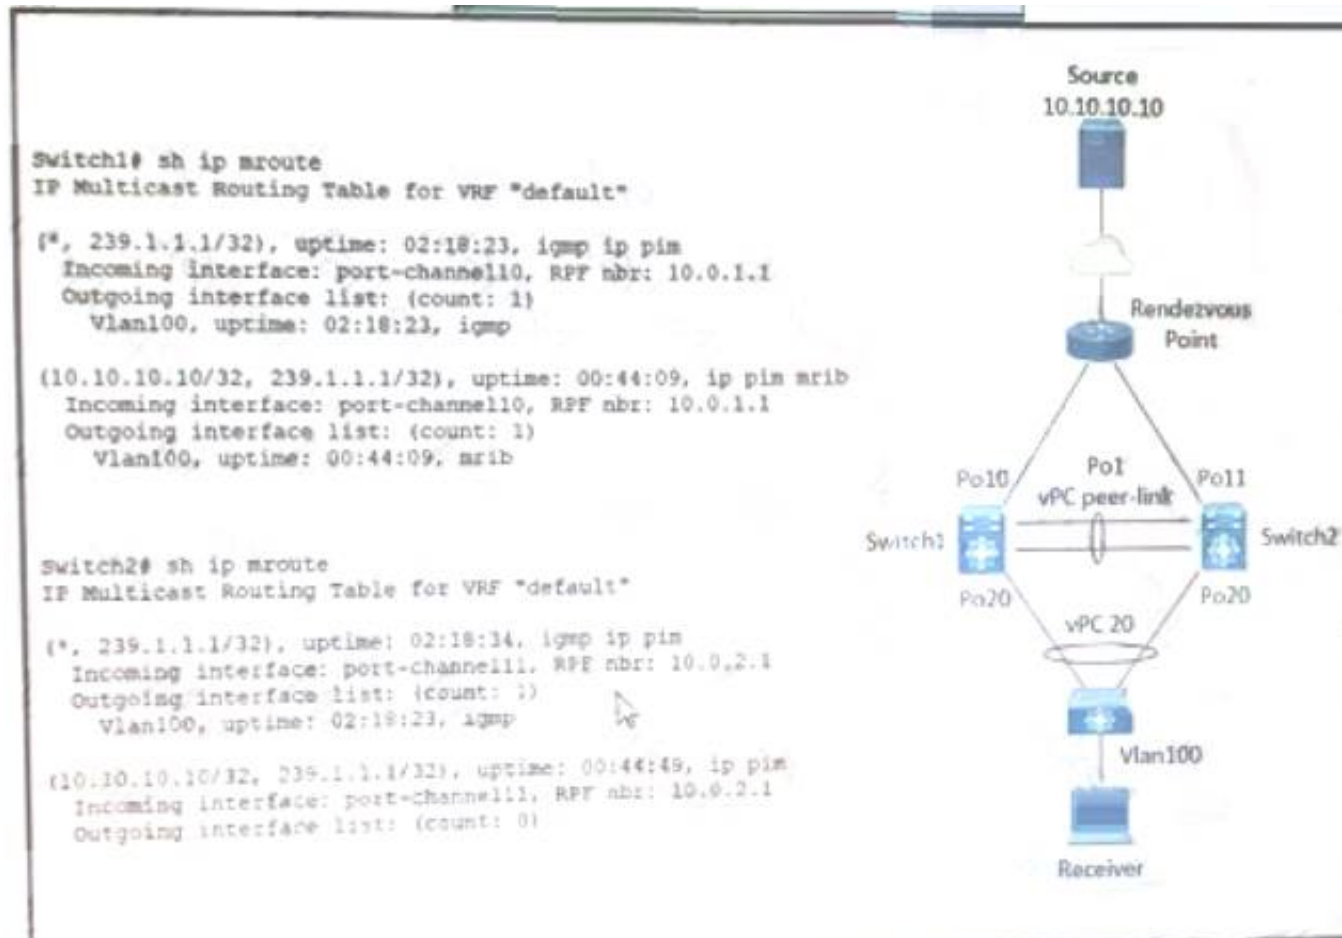 Switch1# sh ip mroute
IP Multicast Routing Table for VRF "default"
(*, 239.1.1.1/32), uptime: 02:18:23, igmp ip pim
Incoming interface: port-channel10, RPF nbr: 10.0.1.1
Outgoing interface list: (count: 1)
Vlan100, uptime: 02:18:23, igmp
(10.10.10.10/32, 239.1.1.1/32), uptime: 00:44:09, ip pim mrib
Incoming interface: port-channel10, RPF nbr: 10.0.1.1
Outgoing interface list: (count: 1)
Vlan100, uptime: 00:44:09, mrib
Switch2# sh ip mroute
IP Multicast Routing Table for VRF "default"
(*, 239.1.1.1/32), uptime: 02:18:34, igmp ip pim
Incoming interface: port-channel11, RPF nbr: 10.0.2.1
Outgoing interface list: (count: 1)
Vlan100, uptime: 02:18:23, igmp
(10.10.10.10/32, 239.1.1.1/32), uptime: 00:44:49, ip pim
Incoming interface: port-channel11, RPF nbr: 10.0.2.1
Outgoing interface list: (count: 0)
Source
10.10.10.10
Rendezvous
Point
Po10
Po1
Po11
vPC peer-link
Switch1
Switch2
Po20
Po20
vPC 20
Vlan100
Receiver